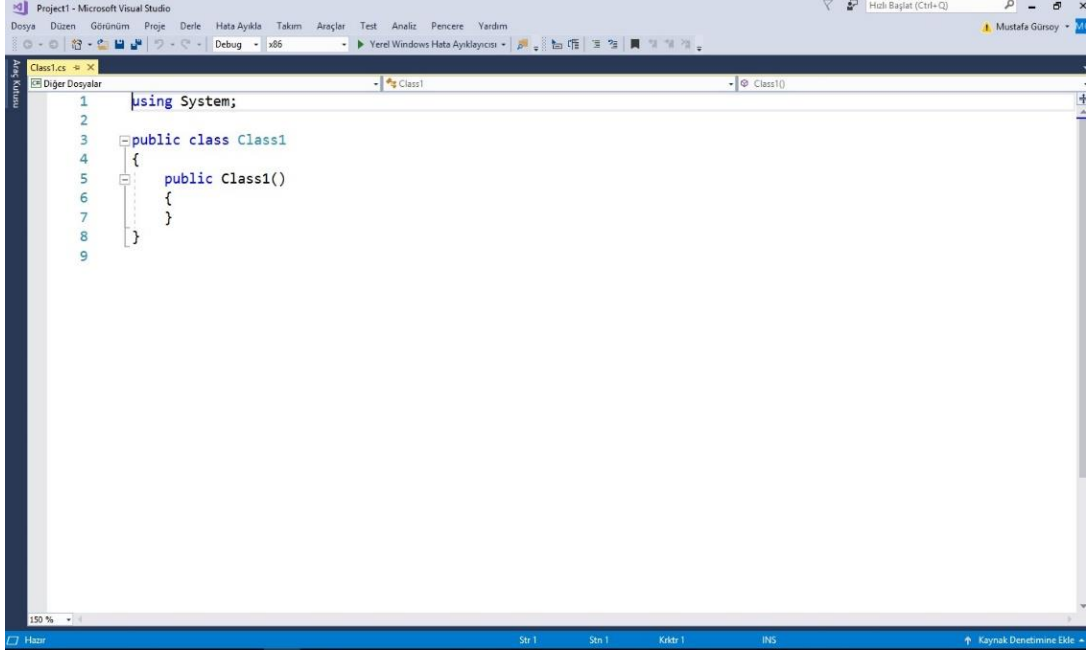 Project1 - Microsoft Visual Studio
Hızlı Başlat (Ctrl+Q)
Dosya Düzen Görünüm Proje Derle Hata Ayıkla Takım Araçlar Test Analiz Pencere Yardım
Mustafa Gürsoy
Debug x86 Yerel Windows Hata Ayıklayıcısı
Araç Kutusu
Class1.cs
Diğer Dosyalar
Class1
Class1()
1 using System;
2
3 public class Class1
4 {
5 public Class1()
6 {
7 }
8 }
9
150 %
Hazır Str 1 Stn 1 Krktr 1 INS Kaynak Denetimine Ekle